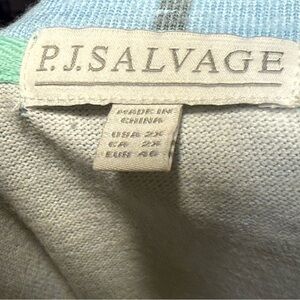 P.J.SALVAGE
MADE IN
CHINA
USA 2X
CA 2X
EUR 46